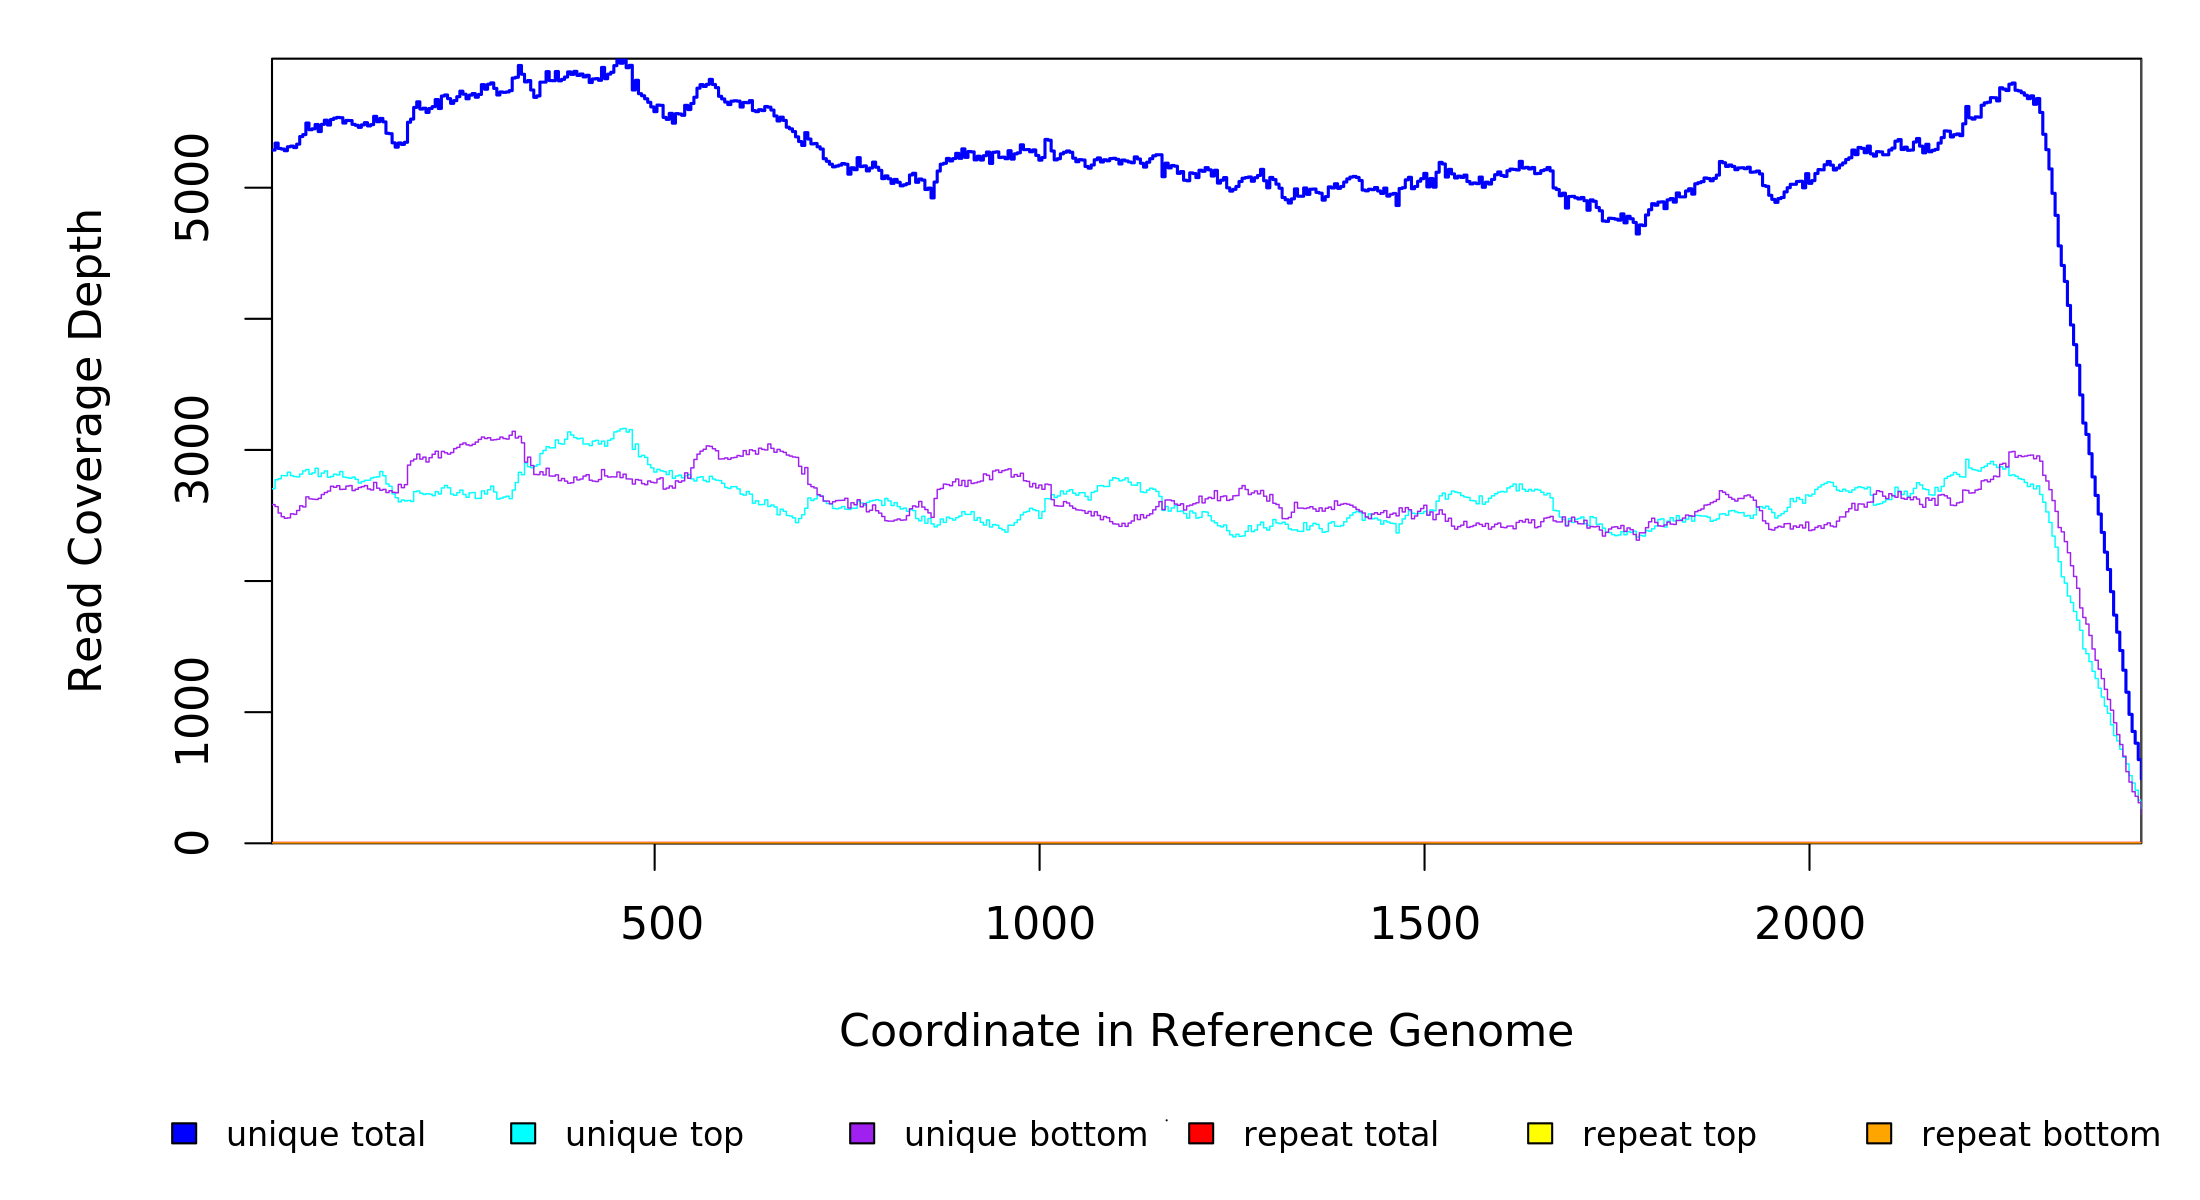 Read Coverage Depth
5000
3000
1000
0
500 1000 1500 2000
Coordinate in Reference Genome
unique total unique top unique bottom repeat total repeat top repeat bottom